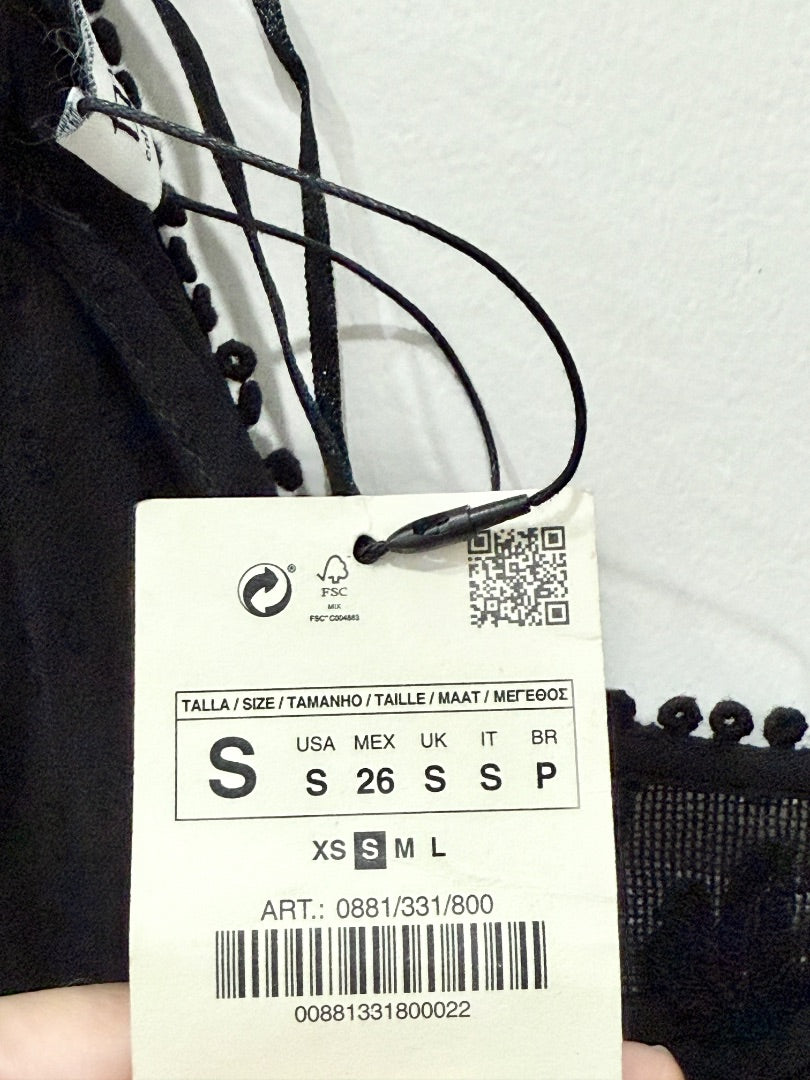 FSC
MIX
FSC™ C004863
TALLA / SIZE / TAMANHO / TAILLE / MAAT / ΜΕΓΕΘΟΣ
S
USA MEX UK IT BR
S 26 S S P
XS S M L
ART.: 0881/331/800
00881331800022